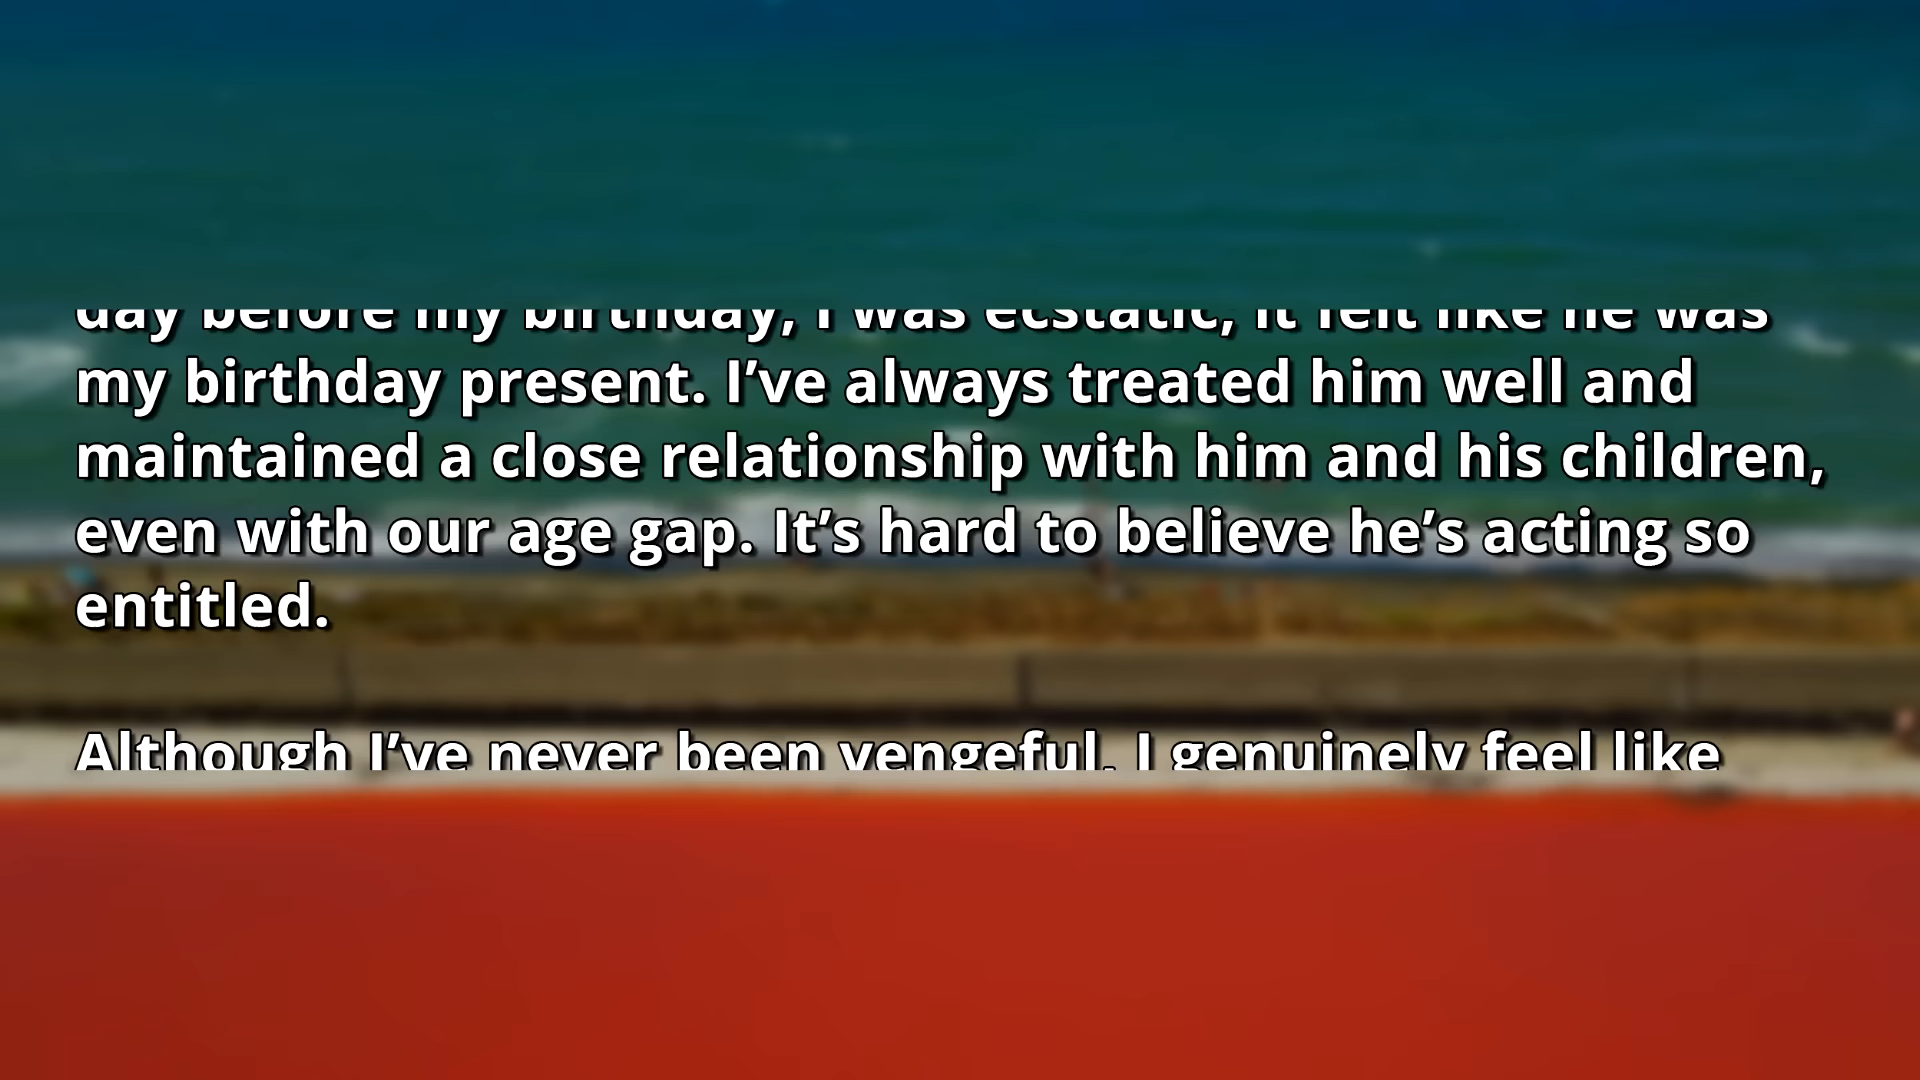 day before my birthday, I was ecstatic, it felt like he was
my birthday present. I’ve always treated him well and
maintained a close relationship with him and his children,
even with our age gap. It’s hard to believe he’s acting so
entitled.
Although I’ve never been vengeful, I genuinely feel like